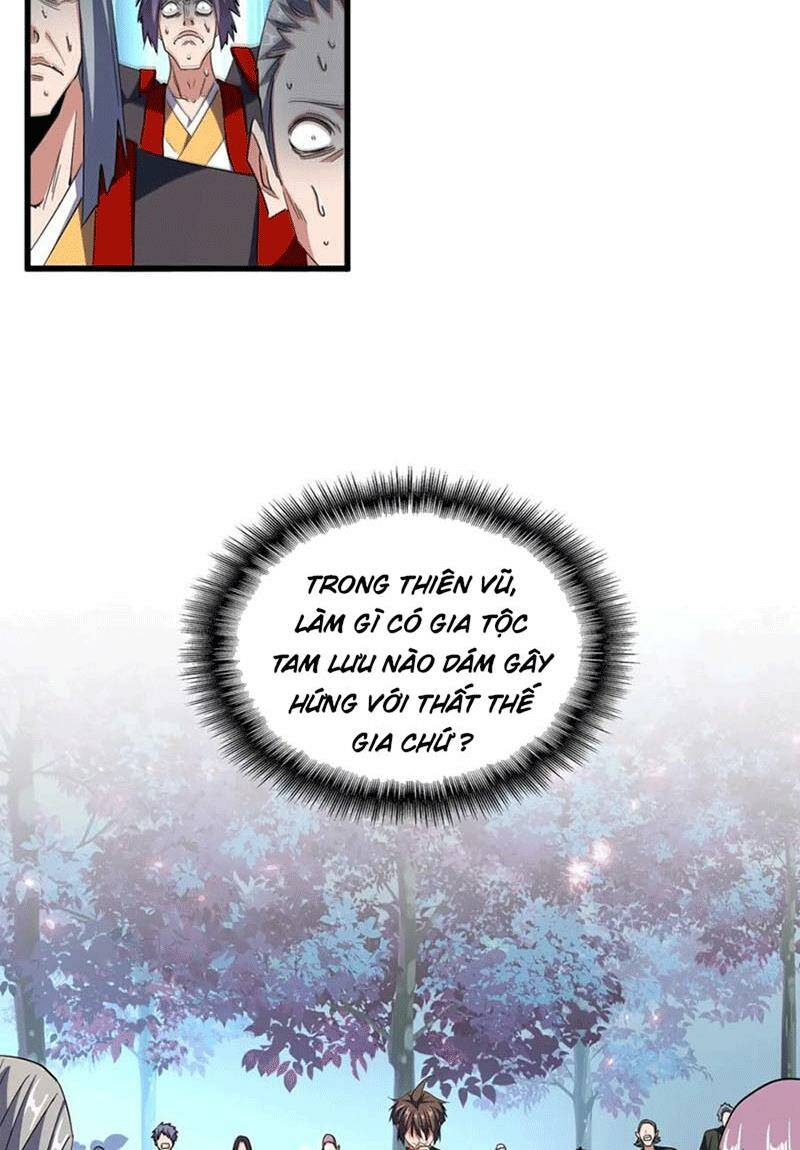 TRONG THIÊN VŨ,
LÀM GÌ CÓ GIA TỘC
TAM LƯU NÀO DÁM GÂY
HỨNG VỚI THẤT THẾ
GIA CHỨ?